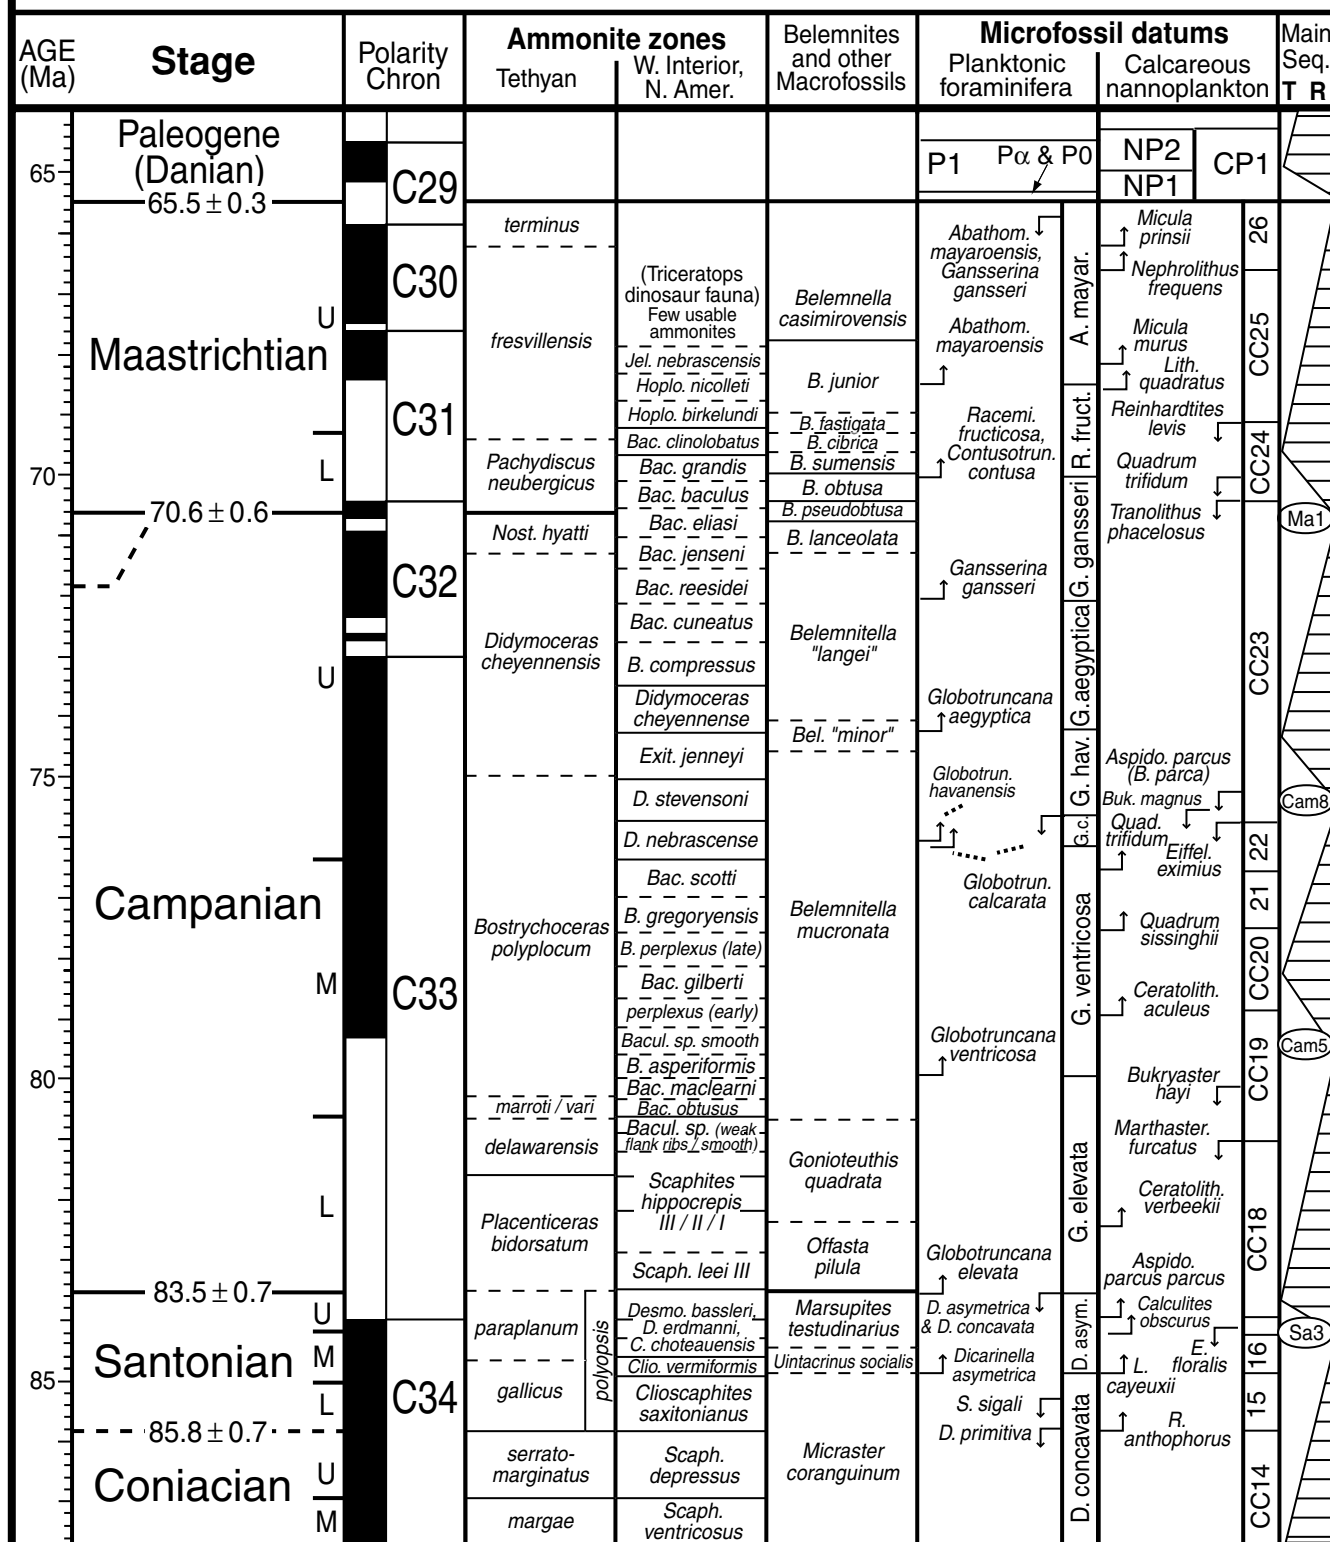 AGE
(Ma)
Stage
Polarity
Chron
Ammonite zones
Tethyan
W. Interior,
N. Amer.
Belemnites
and other
Macrofossils
Microfossil datums
Planktonic
foraminifera
Calcareous
nannoplankton
Main
Seq.
T R
65
70
75
80
85
Paleogene
(Danian)
65.5 ± 0.3
Maastrichtian
U
L
70.6 ± 0.6
Campanian
U
M
L
83.5 ± 0.7
Santonian
U
M
L
85.8 ± 0.7
Coniacian
U
M
C29
C30
C31
C32
C33
C34
terminus
fresvillensis
Pachydiscus
neubergicus
Nost. hyatti
Didymoceras
cheyennensis
Bostrychoceras
polyplocum
marroti / vari
delawarensis
Placenticeras
bidorsatum
paraplanum
gallicus
polyopsis
serrato-
marginatus
margae
(Triceratops
dinosaur fauna)
Few usable
ammonites
Jel. nebrascensis
Hoplo. nicolleti
Hoplo. birkelundi
Bac. clinolobatus
Bac. grandis
Bac. baculus
Bac. eliasi
Bac. jenseni
Bac. reesidei
Bac. cuneatus
B. compressus
Didymoceras
cheyennense
Exit. jenneyi
D. stevensoni
D. nebrascense
Bac. scotti
B. gregoryensis
B. perplexus (late)
Bac. gilberti
perplexus (early)
Bacul. sp. smooth
B. asperiformis
Bac. maclearni
Bac. obtusus
Bacul. sp. (weak
flank ribs / smooth)
Scaphites
hippocrepis
III / II / I
Scaph. leei III
Desmo. bassleri,
D. erdmanni,
C. choteauensis
Clio. vermiformis
Clioscaphites
saxitonianus
Scaph.
depressus
Scaph.
ventricosus
Belemnella
casimirovensis
B. junior
B. fastigata
B. cibrica
B. sumensis
B. obtusa
B. pseudobtusa
B. lanceolata
Belemnitella
"langei"
Bel. "minor"
Belemnitella
mucronata
Gonioteuthis
quadrata
Offasta
pilula
Marsupites
testudinarius
Uintacrinus socialis
Micraster
coranguinum
P1
Pα & P0
Abathom.
mayaroensis,
Gansserina
gansseri
Abathom.
mayaroensis
Racemi.
fructicosa,
Contusotrun.
contusa
Gansserina
gansseri
Globotruncana
aegyptica
Globotrun.
havanensis
Globotrun.
calcarata
Globotruncana
ventricosa
Globotruncana
elevata
D. asymetrica
& D. concavata
Dicarinella
asymetrica
S. sigali
D. primitiva
A. mayar.
R. fruct.
G. gansseri
G.aegyptica
G. hav.
G.c.
G. ventricosa
G. elevata
D. asym.
D. concavata
NP2
NP1
CP1
Micula
prinsii
Nephrolithus
frequens
Micula
murus
Lith.
quadratus
Reinhardtites
levis
Quadrum
trifidum
Tranolithus
phacelosus
Aspido. parcus
(B. parca)
Buk. magnus
Quad.
trifidum
Eiffel.
eximius
Quadrum
sissinghii
Ceratolith.
aculeus
Bukryaster
hayi
Marthaster.
furcatus
Ceratolith.
verbeekii
Aspido.
parcus parcus
Calculites
obscurus
E.
floralis
L.
cayeuxii
R.
anthophorus
26
CC25
CC24
CC23
22
21
CC20
CC19
CC18
16
15
CC14
Ma1
Cam8
Cam5
Sa3